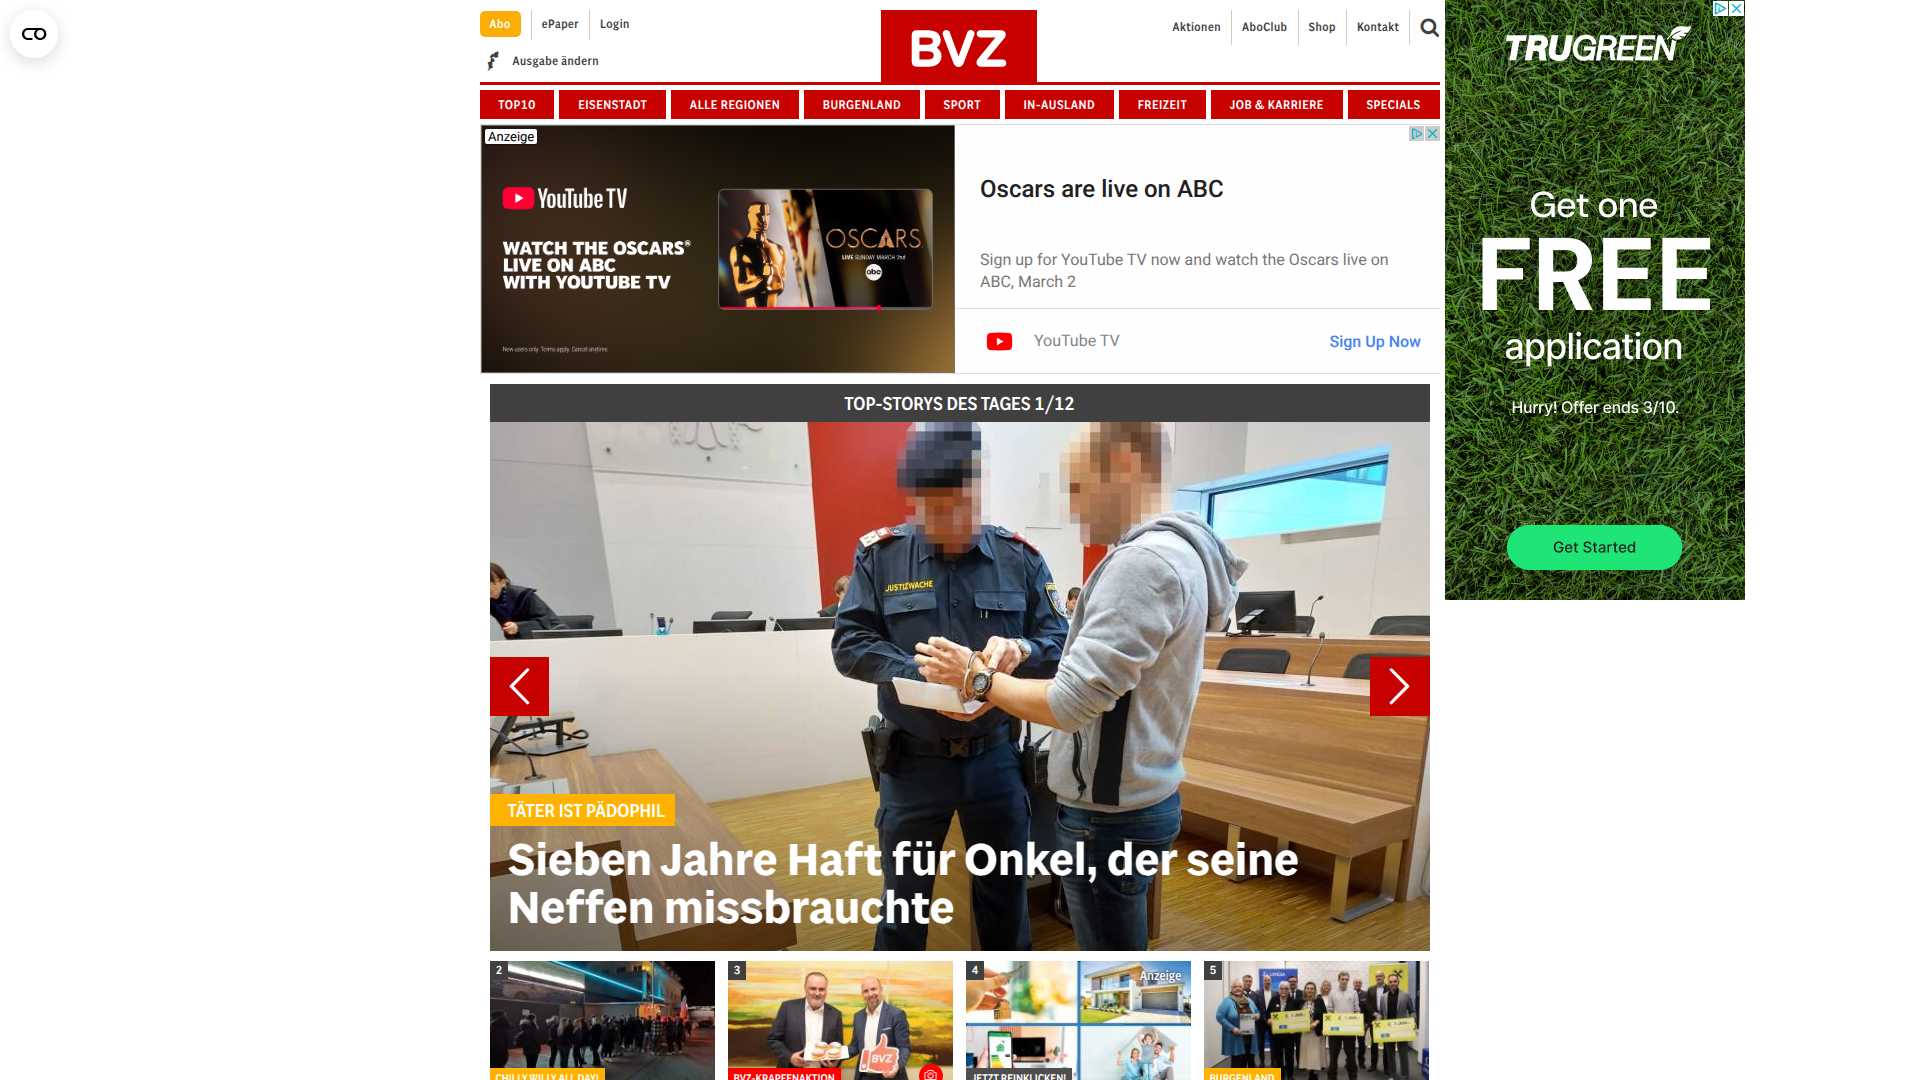 Abo
ePaper
Login
Ausgabe ändern
BVZ
Aktionen
AboClub
Shop
Kontakt
TOP10
EISENSTADT
ALLE REGIONEN
BURGENLAND
SPORT
IN-AUSLAND
FREIZEIT
JOB & KARRIERE
SPECIALS
Anzeige
YouTube TV
WATCH THE OSCARS®
LIVE ON ABC
WITH YOUTUBE TV
OSCARS
LIVE SUNDAY MARCH 2nd
abc
New users only. Terms apply. Cancel anytime.
Oscars are live on ABC
Sign up for YouTube TV now and watch the Oscars live on
ABC, March 2
YouTube TV
Sign Up Now
TRUGREEN
Get one
FREE
application
Hurry! Offer ends 3/10.
Get Started
TOP-STORYS DES TAGES 1/12
JUSTIZWACHE
TÄTER IST PÄDOPHIL
Sieben Jahre Haft für Onkel, der seine
Neffen missbrauchte
2
CHILLY WILLY ALL DAY!
3
BVZ
BVZ-KRAPFENAKTION
4
Anzeige
JETZT REINKLICKEN!
5
BURGENLAND